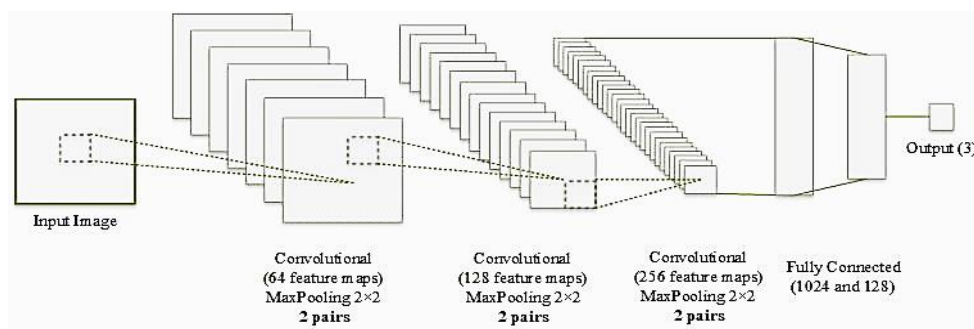 Input Image
Convolutional
(64 feature maps)
MaxPooling 2×2
2 pairs
Convolutional
(128 feature maps)
MaxPooling 2×2
2 pairs
Convolutional
(256 feature maps)
MaxPooling 2×2
2 pairs
Fully Connected
(1024 and 128)
Output (3)